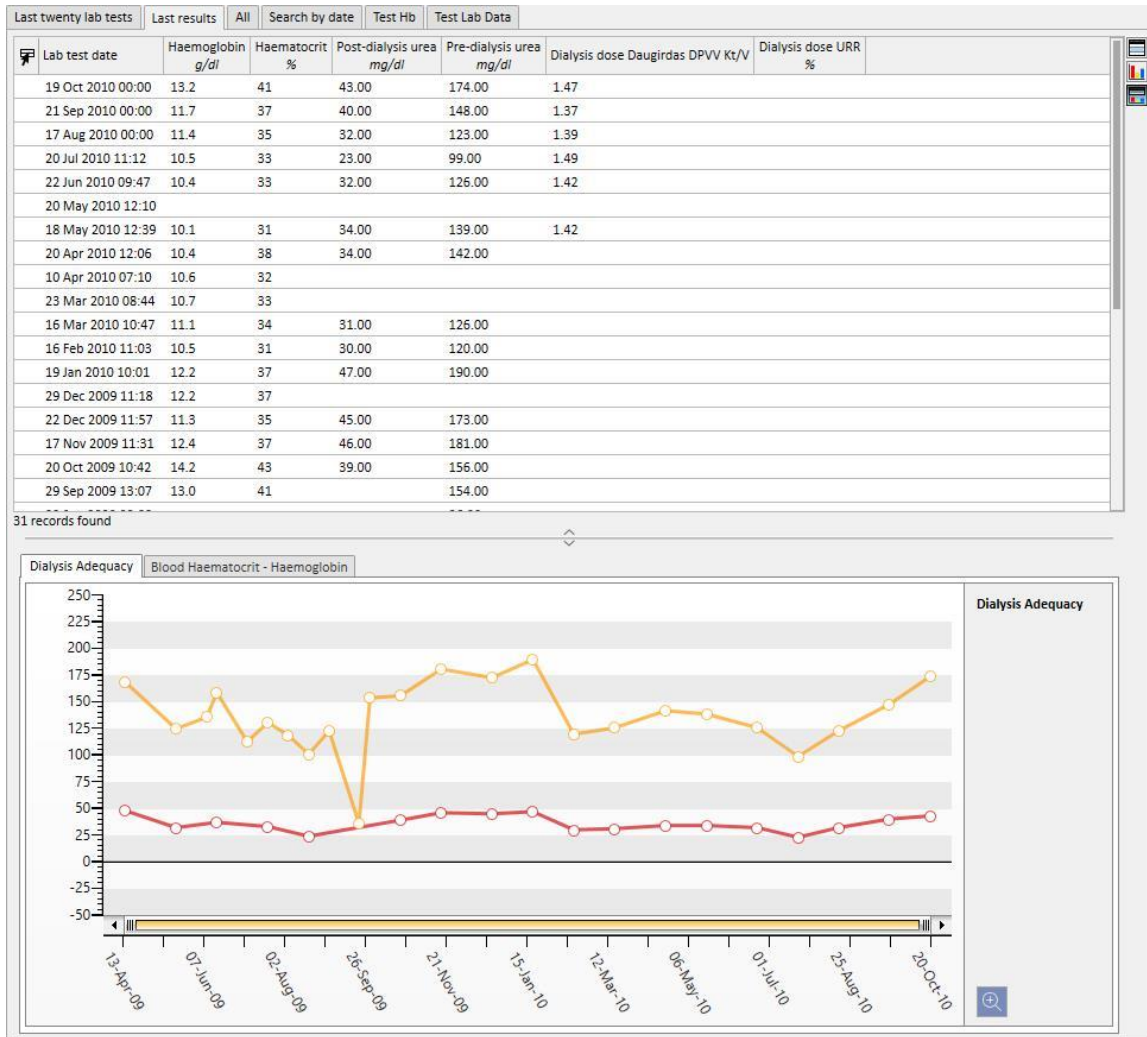 Last twenty lab tests Last results All Search by date Test Hb Test Lab Data
Lab test date Haemoglobin g/dl Haematocrit % Post-dialysis urea mg/dl Pre-dialysis urea mg/dl Dialysis dose Daugirdas DPVV Kt/V Dialysis dose URR %
19 Oct 2010 00:00 13.2 41 43.00 174.00 1.47
21 Sep 2010 00:00 11.7 37 40.00 148.00 1.37
17 Aug 2010 00:00 11.4 35 32.00 123.00 1.39
20 Jul 2010 11:12 10.5 33 23.00 99.00 1.49
22 Jun 2010 09:47 10.4 33 32.00 126.00 1.42
20 May 2010 12:10
18 May 2010 12:39 10.1 31 34.00 139.00 1.42
20 Apr 2010 12:06 10.4 38 34.00 142.00
10 Apr 2010 07:10 10.6 32
23 Mar 2010 08:44 10.7 33
16 Mar 2010 10:47 11.1 34 31.00 126.00
16 Feb 2010 11:03 10.5 31 30.00 120.00
19 Jan 2010 10:01 12.2 37 47.00 190.00
29 Dec 2009 11:18 12.2 37
22 Dec 2009 11:57 11.3 35 45.00 173.00
17 Nov 2009 11:31 12.4 37 46.00 181.00
20 Oct 2009 10:42 14.2 43 39.00 156.00
29 Sep 2009 13:07 13.0 41 154.00
31 records found
Dialysis Adequacy Blood Haematocrit - Haemoglobin
Dialysis Adequacy
250
225
200
175
150
125
100
75
50
25
0
-25
-50
13-Apr-09 07-Jun-09 02-Aug-09 26-Sep-09 21-Nov-09 15-Jan-10 12-Mar-10 06-May-10 01-Jul-10 25-Aug-10 20-Oct-10